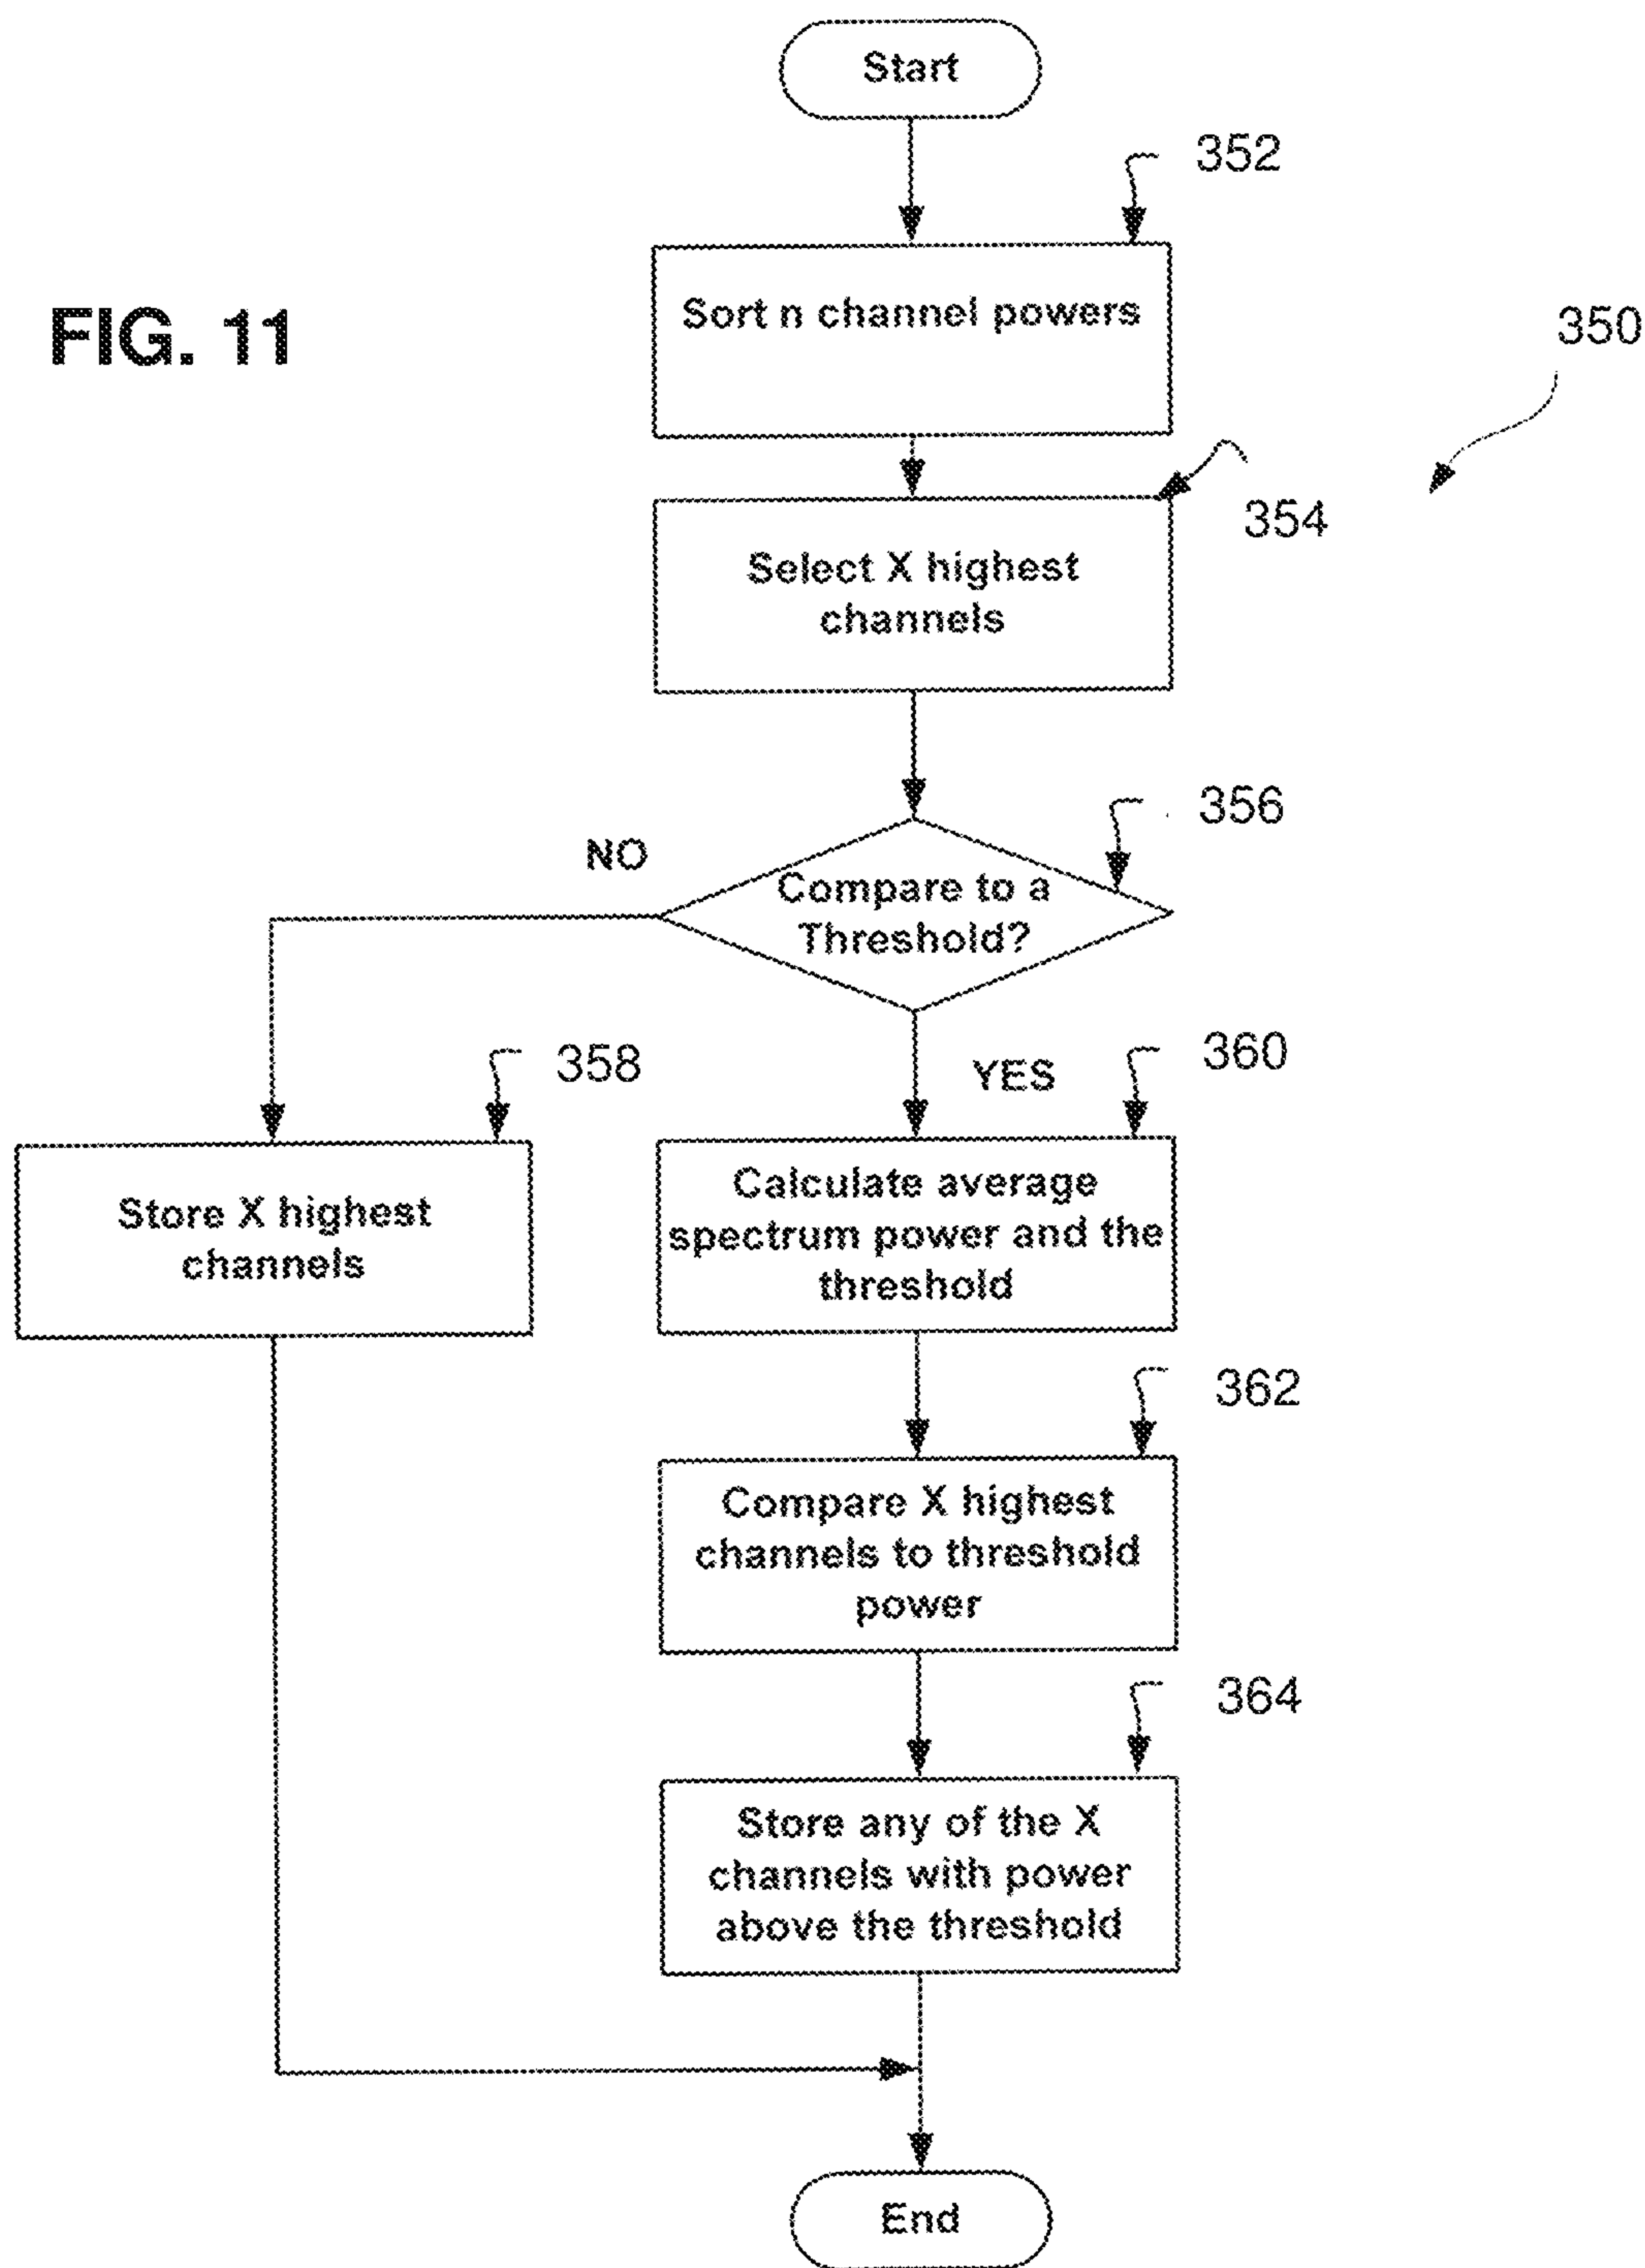 Start
352
FIG. 11
Sort n channel powers
350
354
Select X highest
channels
356
NO
Compare to a
Threshold?
358
YES
360
Store X highest
channels
Calculate average
spectrum power and the
threshold
362
Compare X highest
channels to threshold
power
364
Store any of the X
channels with power
above the threshold
End